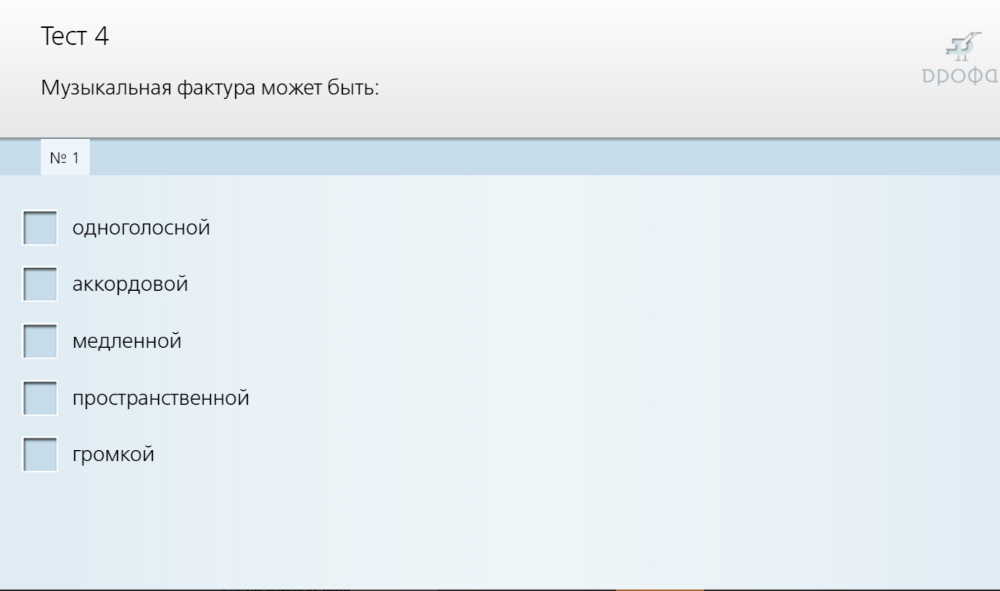 Тест 4
дрофа
Музыкальная фактура может быть:
№ 1
одноголосной
аккордовой
медленной
пространственной
громкой